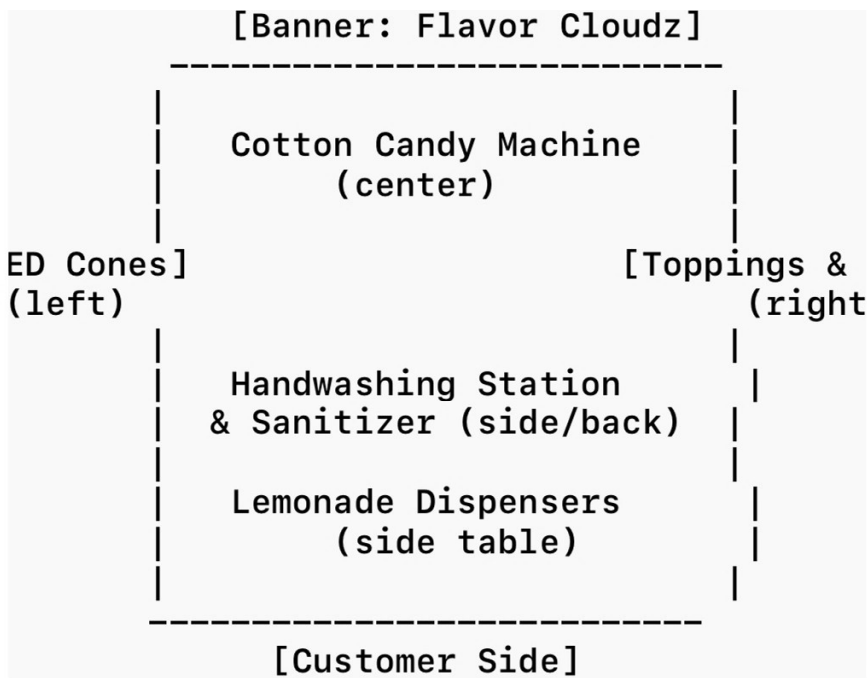 [Banner: Flavor Cloudz]
Cotton Candy Machine
(center)
ED Cones]
[Toppings &
(left)
(right
Handwashing Station
& Sanitizer (side/back)
Lemonade Dispensers
(side table)
[Customer Side]